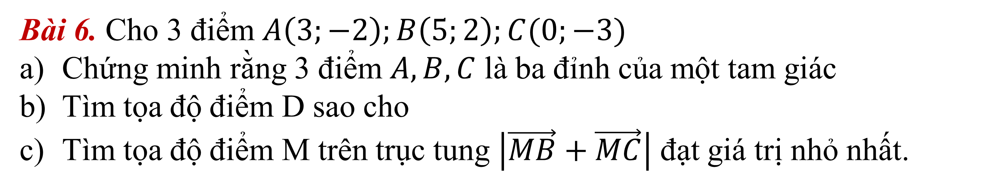 Bài 6. Cho 3 điểm A(3; −2); B(5; 2); C(0; −3)
a) Chứng minh rằng 3 điểm A, B, C là ba đỉnh của một tam giác
b) Tìm tọa độ điểm D sao cho
c) Tìm tọa độ điểm M trên trục tung |\overrightarrow{MB} + \overrightarrow{MC}| đạt giá trị nhỏ nhất.